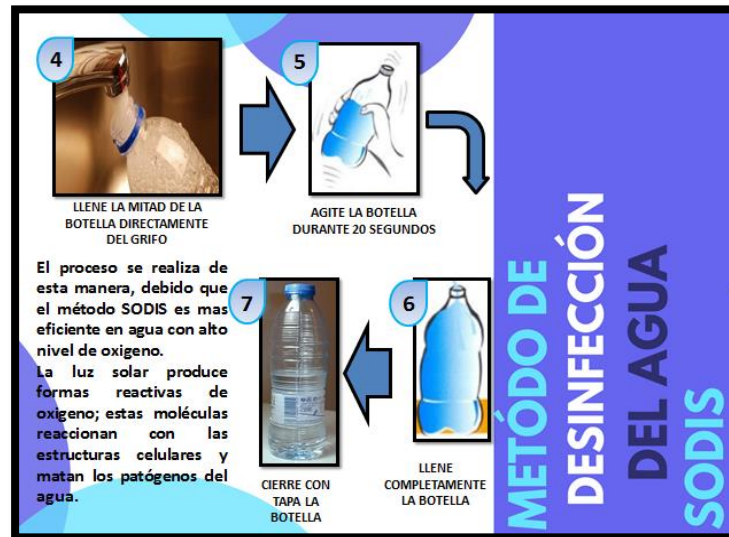 4
LLENE LA MITAD DE LA
BOTELLA DIRECTAMENTE
DEL GRIFO
5
AGITE LA BOTELLA
DURANTE 20 SEGUNDOS
El proceso se realiza de
esta manera, debido que
el método SODIS es mas
eficiente en agua con alto
nivel de oxigeno.
La luz solar produce
formas reactivas de
oxigeno; estas moléculas
reaccionan con las
estructuras celulares y
matan los patógenos del
agua.
6
LLENE
COMPLETAMENTE
LA BOTELLA
7
CIERRE CON
TAPA LA
BOTELLA
METÓDO DE
DESINFECCIÓN
DEL AGUA
SODIS